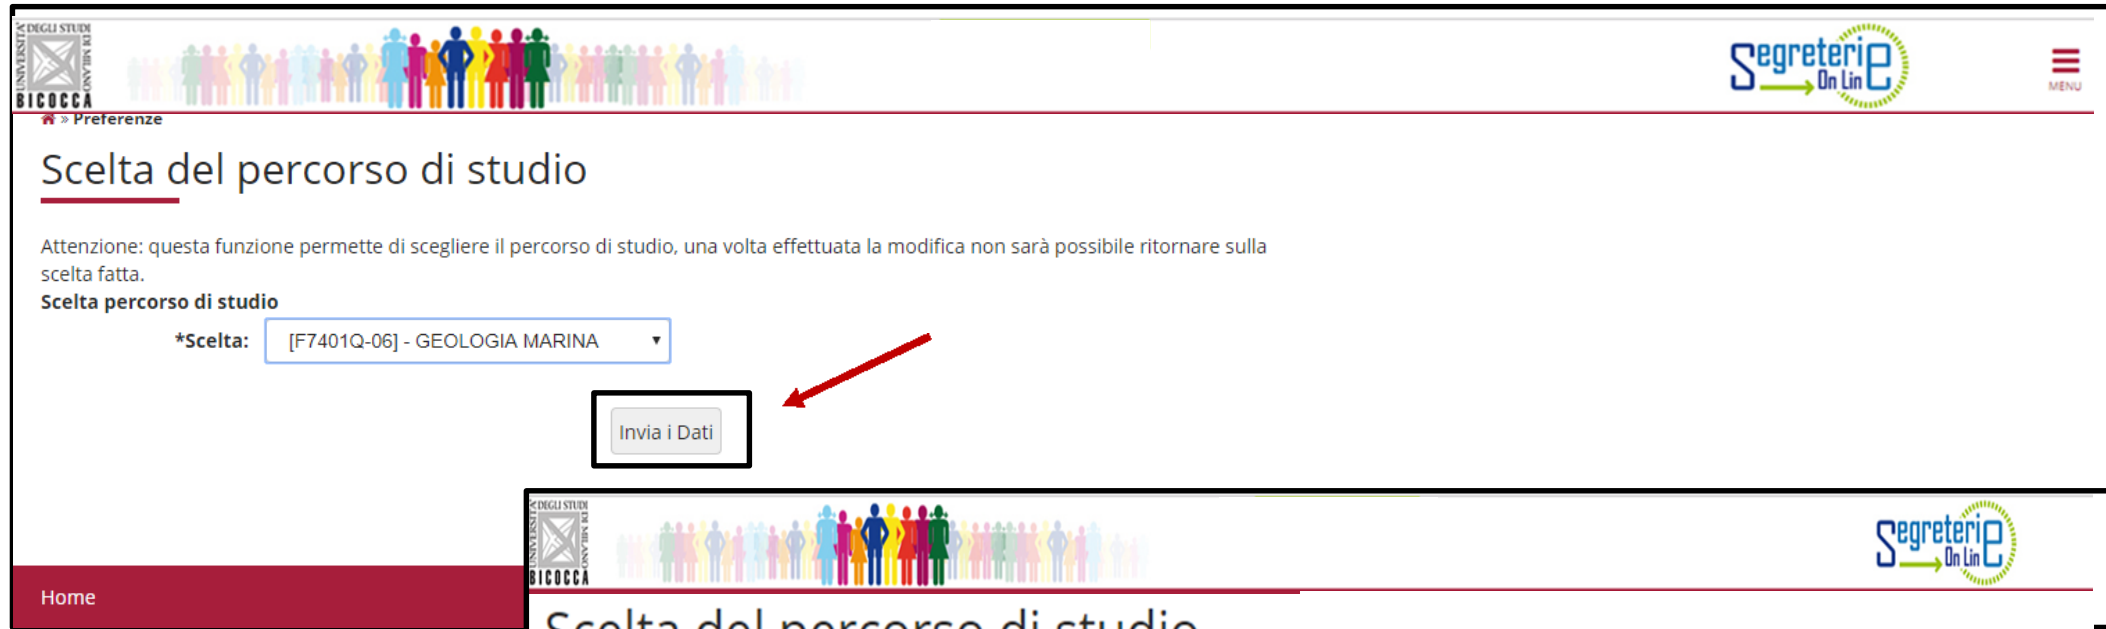 UNIVERSITÀ
DEGLI STUDI
DI MILANO
BICOCCA
Segreterie
On Line
MENU
» Preferenze
Scelta del percorso di studio
Attenzione: questa funzione permette di scegliere il percorso di studio, una volta effettuata la modifica non sarà possibile ritornare sulla
scelta fatta.
Scelta percorso di studio
*Scelta: [F7401Q-06] - GEOLOGIA MARINA
Invia i Dati
Home
UNIVERSITÀ
DEGLI STUDI
DI MILANO
BICOCCA
Segreterie
On Line
Scelta del percorso di studio